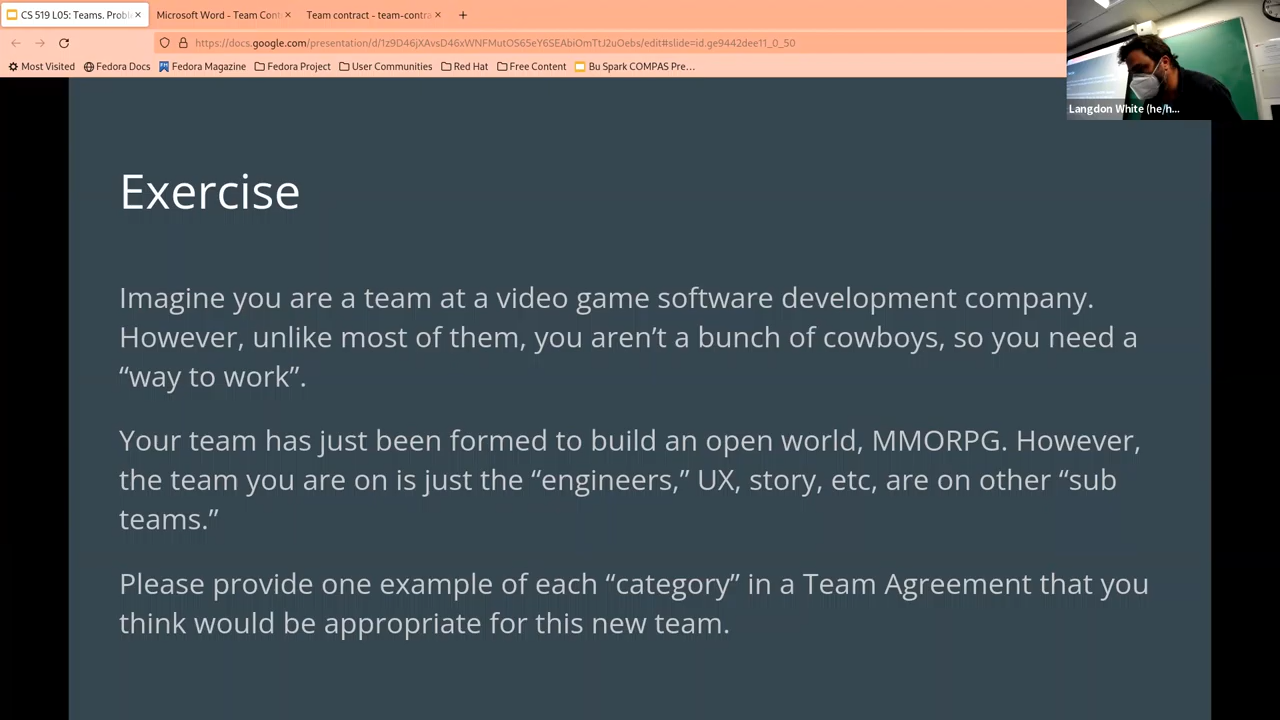 CS 519 L05: Teams. Probl
Microsoft Word - Team Cont
Team contract - team-contra
https://docs.google.com/presentation/d/1z9D46jXAvsD46xWNFMutOS65eY6SEAbiOmTtJ2uOebs/edit#slide=id.ge9442dee11_0_50
Most Visited
Fedora Docs
Fedora Magazine
Fedora Project
User Communities
Red Hat
Free Content
Bu Spark COMPAS Pre…
Langdon White (he/h...
Exercise
Imagine you are a team at a video game software development company.
However, unlike most of them, you aren’t a bunch of cowboys, so you need a
“way to work”.
Your team has just been formed to build an open world, MMORPG. However,
the team you are on is just the “engineers,” UX, story, etc, are on other “sub
teams.”
Please provide one example of each “category” in a Team Agreement that you
think would be appropriate for this new team.